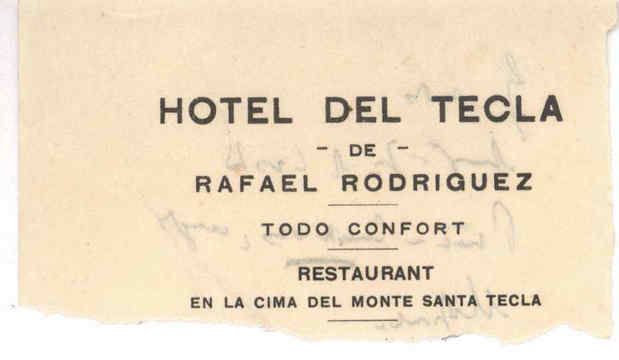 HOTEL DEL TECLA
- DE -
RAFAEL RODRIGUEZ
TODO CONFORT
RESTAURANT
EN LA CIMA DEL MONTE SANTA TECLA